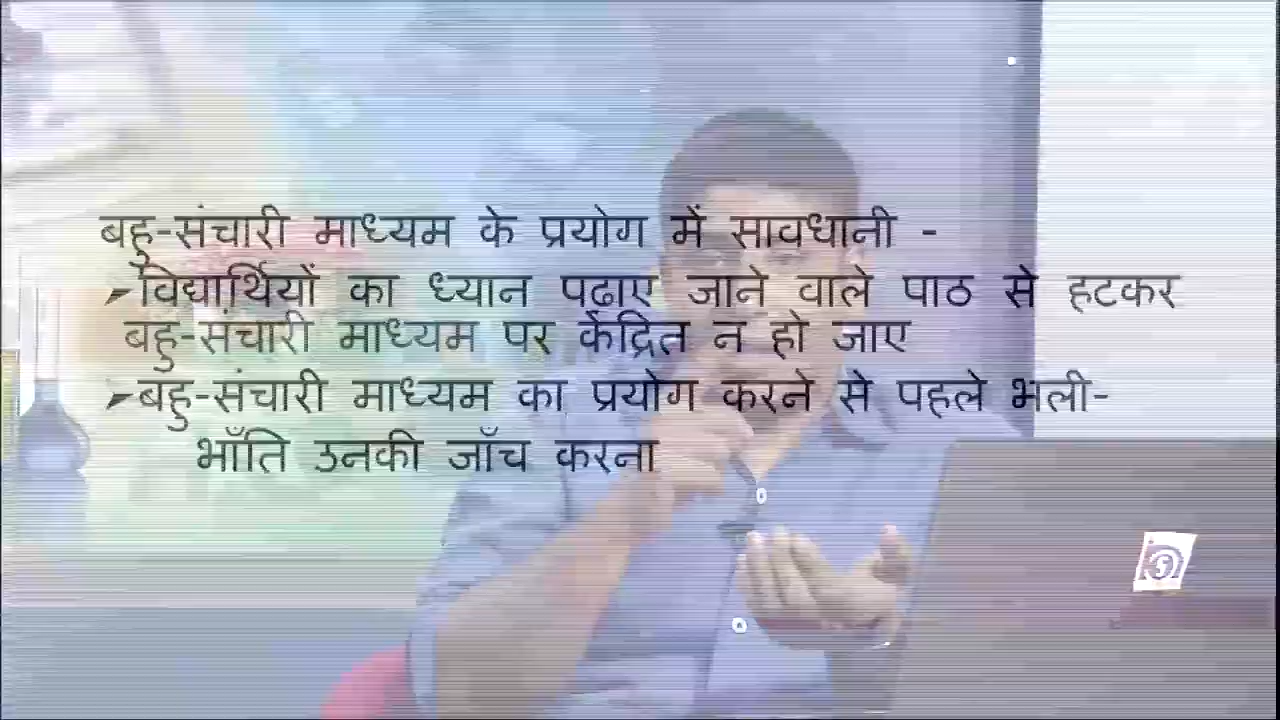 बहु-संचारी माध्यम के प्रयोग में सावधानी -
➢विद्यार्थियों का ध्यान पढाए जाने वाले पाठ से हटकर
बहु-संचारी माध्यम पर केंद्रित न हो जाए
➢बहु-संचारी माध्यम का प्रयोग करने से पहले भली-
भाँति उनकी जाँच करना